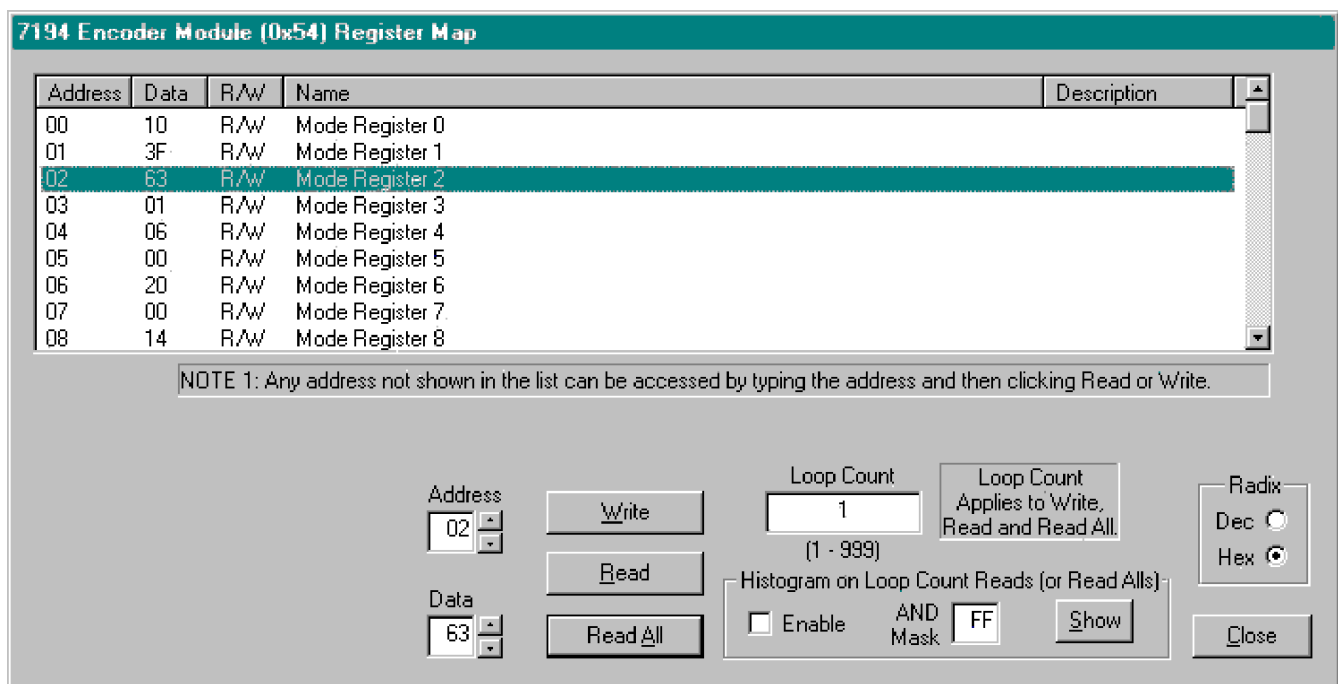 7194 Encoder Module (0x54) Register Map
Address Data R/W Name Description
00 10 R/W Mode Register 0
01 3F R/W Mode Register 1
02 63 R/W Mode Register 2
03 01 R/W Mode Register 3
04 06 R/W Mode Register 4
05 00 R/W Mode Register 5
06 20 R/W Mode Register 6
07 00 R/W Mode Register 7
08 14 R/W Mode Register 8
NOTE 1: Any address not shown in the list can be accessed by typing the address and then clicking Read or Write.
Address
02
Data
63
Write
Read
Read All
Loop Count
1
(1 - 999)
Loop Count
Applies to Write,
Read and Read All.
Histogram on Loop Count Reads (or Read Alls)
Enable
AND
Mask
FF
Show
Radix
Dec
Hex
Close